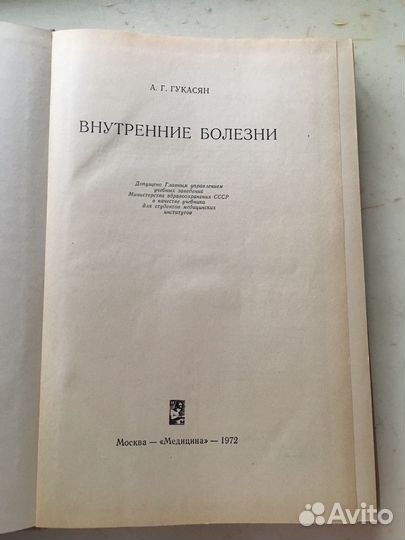 А. Г. ГУКАСЯН
ВНУТРЕННИЕ БОЛЕЗНИ
Допущено Главным управлением
учебных заведений
Министерства здравоохранения СССР
в качестве учебника
для студентов медицинских
институтов
Москва — «Медицина» — 1972
Avito